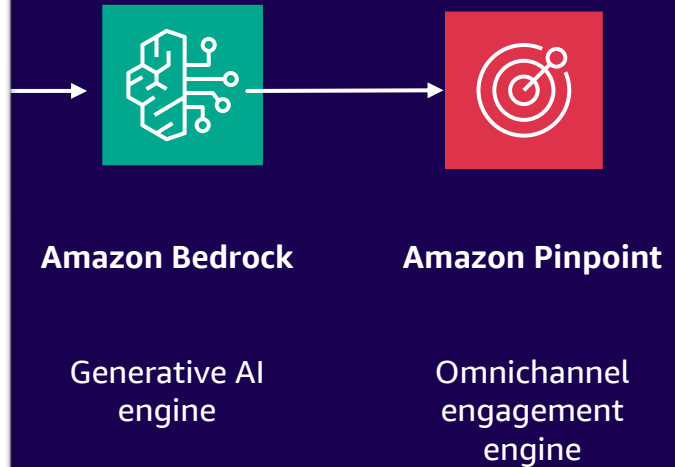 Amazon Bedrock
Amazon Pinpoint
Generative AI
engine
Omnichannel
engagement
engine